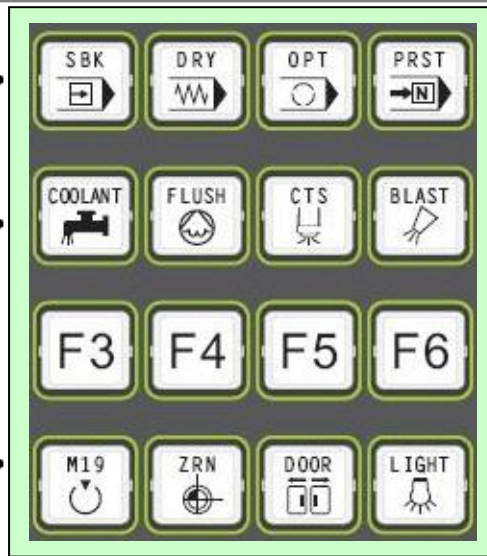 SBK DRY OPT PRST
N
COOLANT FLUSH CTS BLAST
F3 F4 F5 F6
M19 ZRN DOOR LIGHT